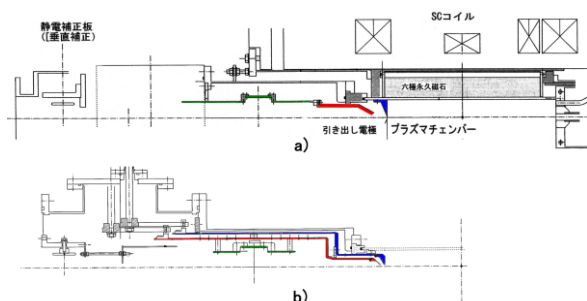 静電補正板
([垂直補正)
SCコイル
六極永久磁石
引き出し電極
プラズマチェンバー
a)
b)